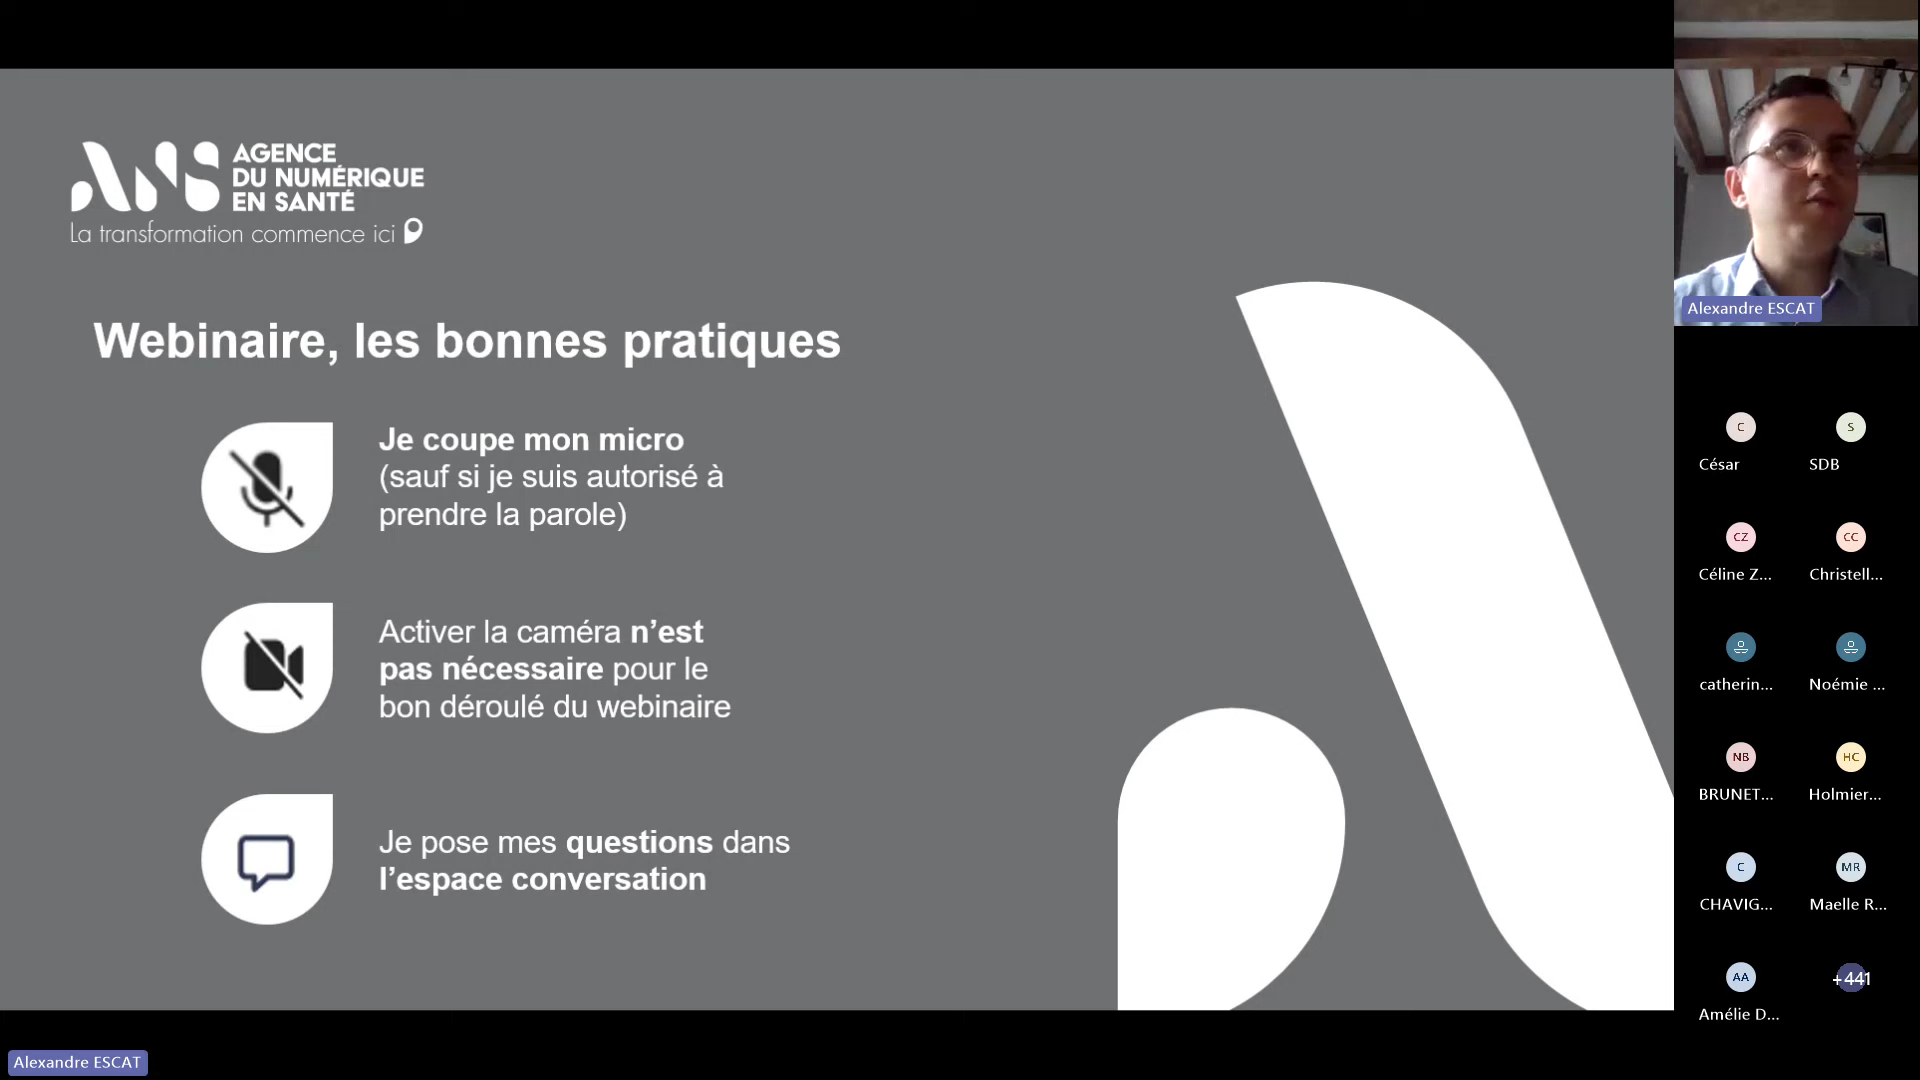 AGENCE
DU NUMÉRIQUE
EN SANTÉ
ANS
La transformation commence ici
Webinaire, les bonnes pratiques
Je coupe mon micro
(sauf si je suis autorisé à
prendre la parole)
Activer la caméra n’est
pas nécessaire pour le
bon déroulé du webinaire
Je pose mes questions dans
l’espace conversation
Alexandre ESCAT
C
S
César
SDB
CZ
CC
Céline Z...
Christell...
catherin...
Noémie ...
NB
HC
BRUNET...
Holmier...
C
MR
CHAVIG...
Maelle R...
AA
+441
Amélie D...
Alexandre ESCAT